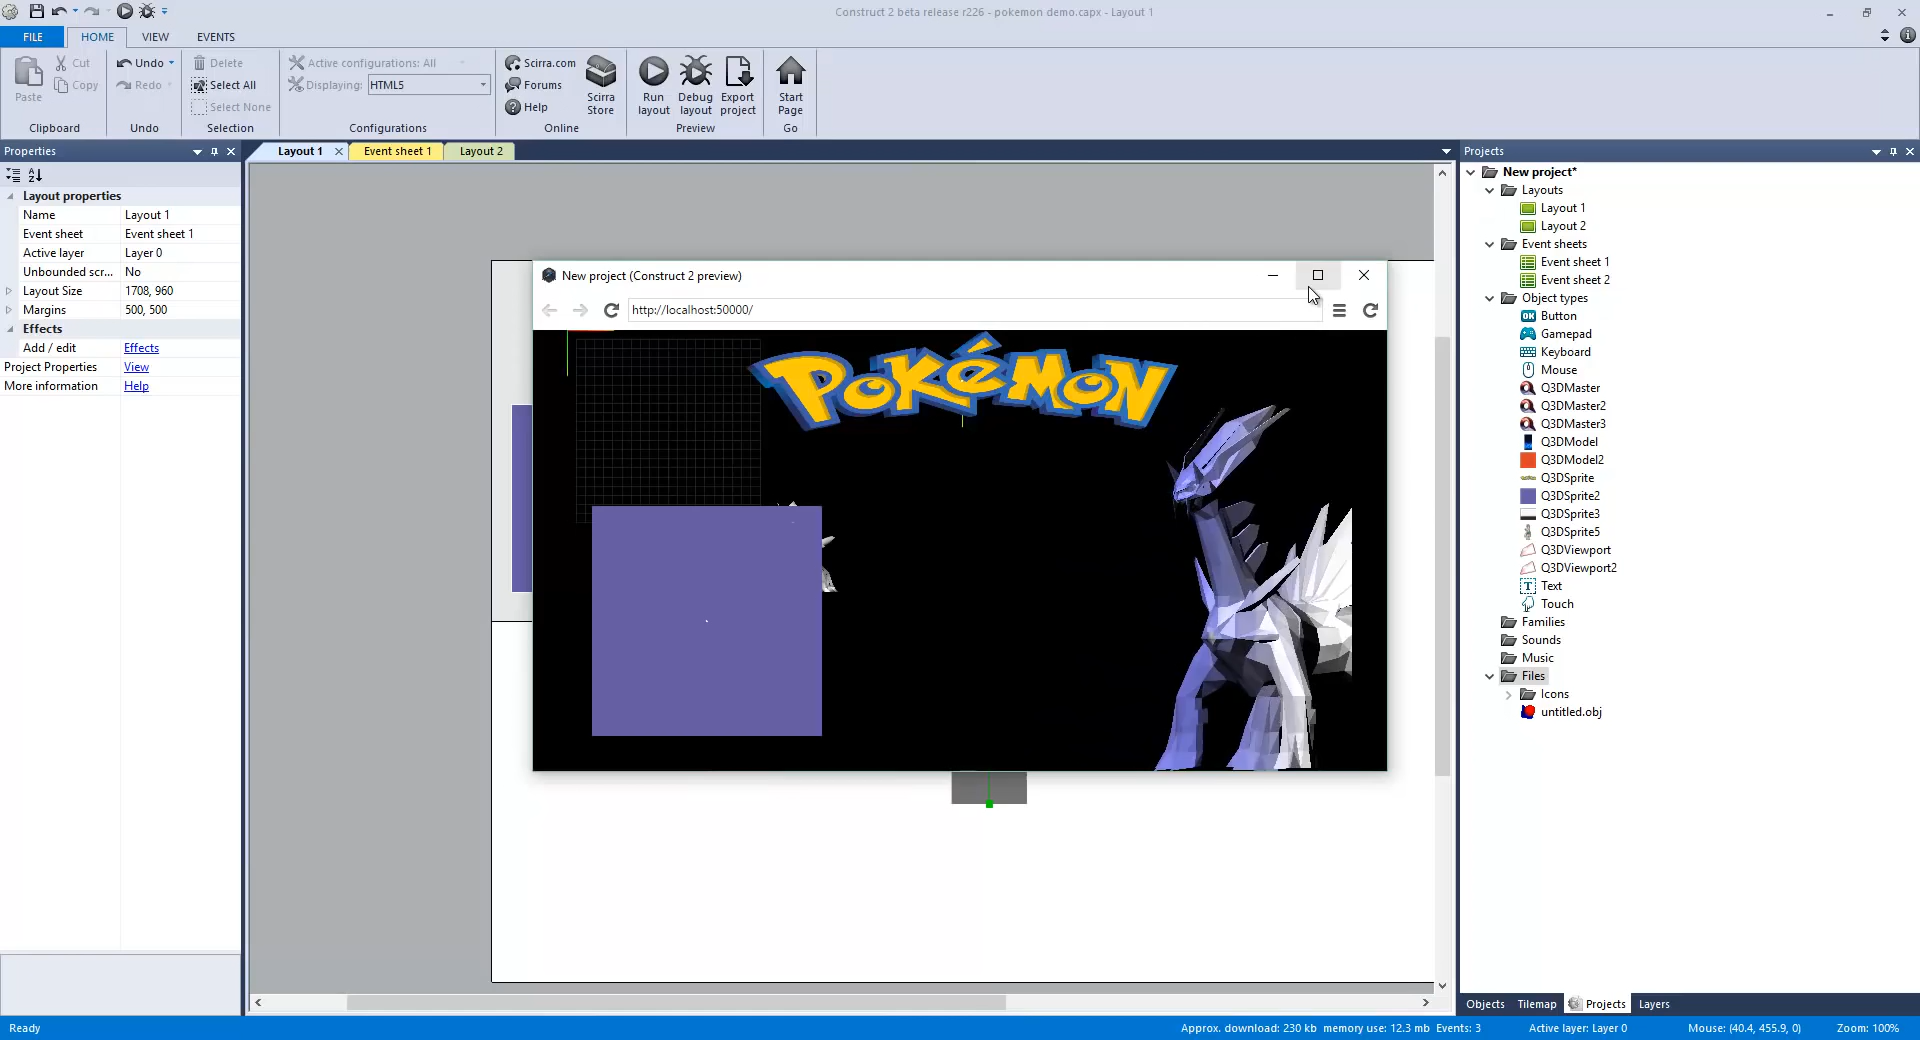 Construct 2 beta release r226 - pokemon demo.capx - Layout 1
FILE HOME VIEW EVENTS
Paste Cut Copy Clipboard
Undo Redo Undo
Delete Select All Select None Selection
Active configurations: All
Displaying: HTML5
Configurations
Scirra.com Forums Help Scirra Store Online
Run layout Debug layout Export project Preview
Start Page Go
Properties
Layout properties
Name Layout 1
Event sheet Event sheet 1
Active layer Layer 0
Unbounded scr... No
Layout Size 1708, 960
Margins 500, 500
Effects
Add / edit Effects
Project Properties View
More information Help
Layout 1 Event sheet 1 Layout 2
New project (Construct 2 preview)
http://localhost:50000/
POKéMON
Projects
New project*
Layouts
Layout 1
Layout 2
Event sheets
Event sheet 1
Event sheet 2
Object types
OK Button
Gamepad
Keyboard
Mouse
Q3DMaster
Q3DMaster2
Q3DMaster3
Q3DModel
Q3DModel2
Q3DSprite
Q3DSprite2
Q3DSprite3
Q3DSprite5
Q3DViewport
Q3DViewport2
T Text
Touch
Families
Sounds
Music
Files
Icons
untitled.obj
Objects Tilemap Projects Layers
Ready Approx. download: 230 kb memory use: 12.3 mb Events: 3 Active layer: Layer 0 Mouse: (40.4, 455.9, 0) Zoom: 100%